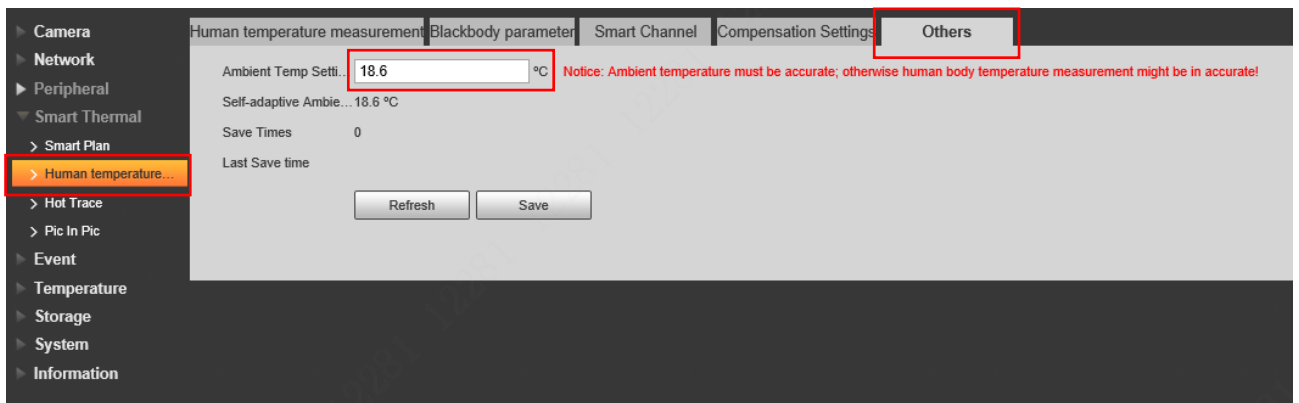 Camera
Network
Peripheral
Smart Thermal
Smart Plan
Human temperature...
Hot Trace
Pic In Pic
Event
Temperature
Storage
System
Information
Human temperature measurement Blackbody parameter Smart Channel Compensation Settings Others
Ambient Temp Setti... 18.6 ºC Notice: Ambient temperature must be accurate; otherwise human body temperature measurement might be in accurate!
Self-adaptive Ambie... 18.6 ºC
Save Times 0
Last Save time
Refresh Save